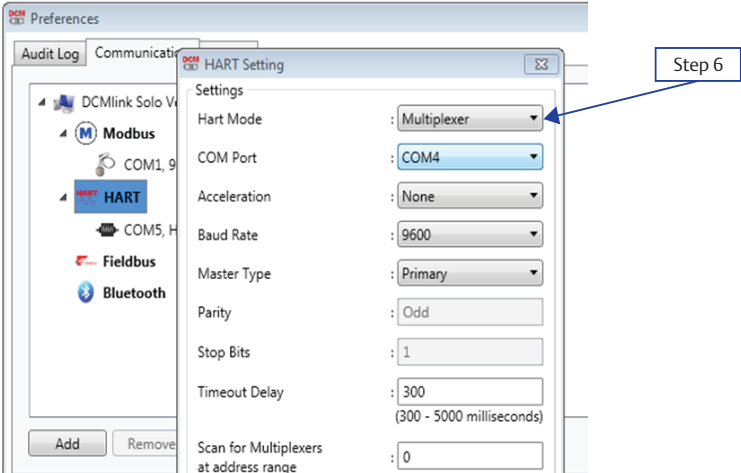 DCM Preferences
Audit Log
Communicatio
DCM HART Setting
Settings
Step 6
DCMlink Solo Ve
M Modbus
COM1, 9
HART HART
COM5, H
Fieldbus
Bluetooth
Add
Remove
Hart Mode : Multiplexer
COM Port : COM4
Acceleration : None
Baud Rate : 9600
Master Type : Primary
Parity : Odd
Stop Bits : 1
Timeout Delay : 300
(300 - 5000 milliseconds)
Scan for Multiplexers
at address range : 0